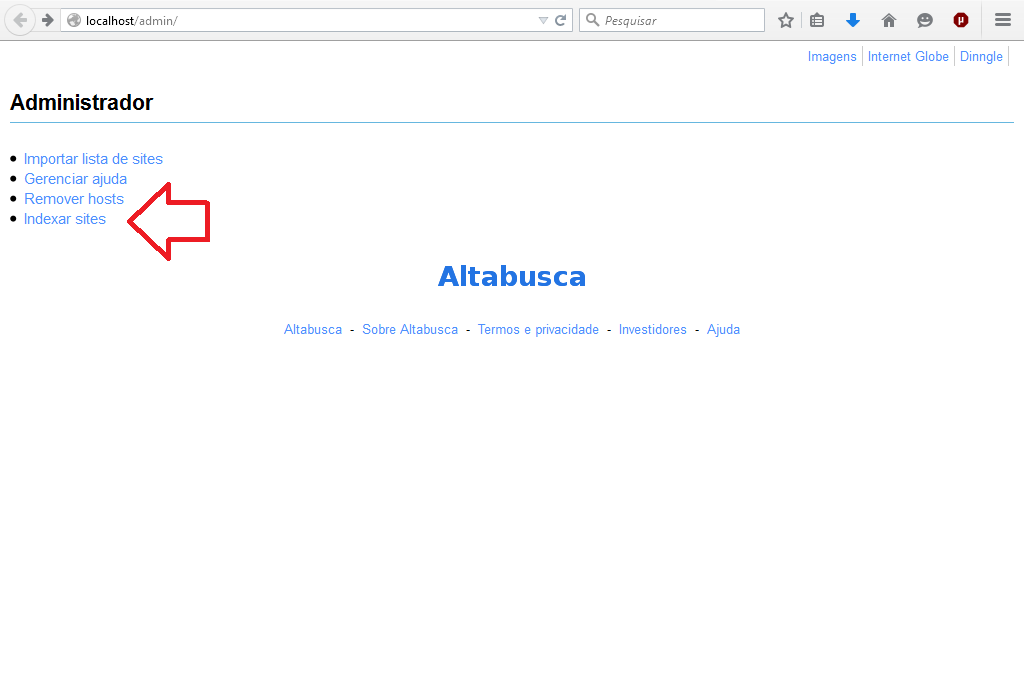 localhost/admin/
Pesquisar
Imagens
Internet Globe
Dinngle
Administrador
Importar lista de sites
Gerenciar ajuda
Remover hosts
Indexar sites
Altabusca
Altabusca - Sobre Altabusca - Termos e privacidade - Investidores - Ajuda